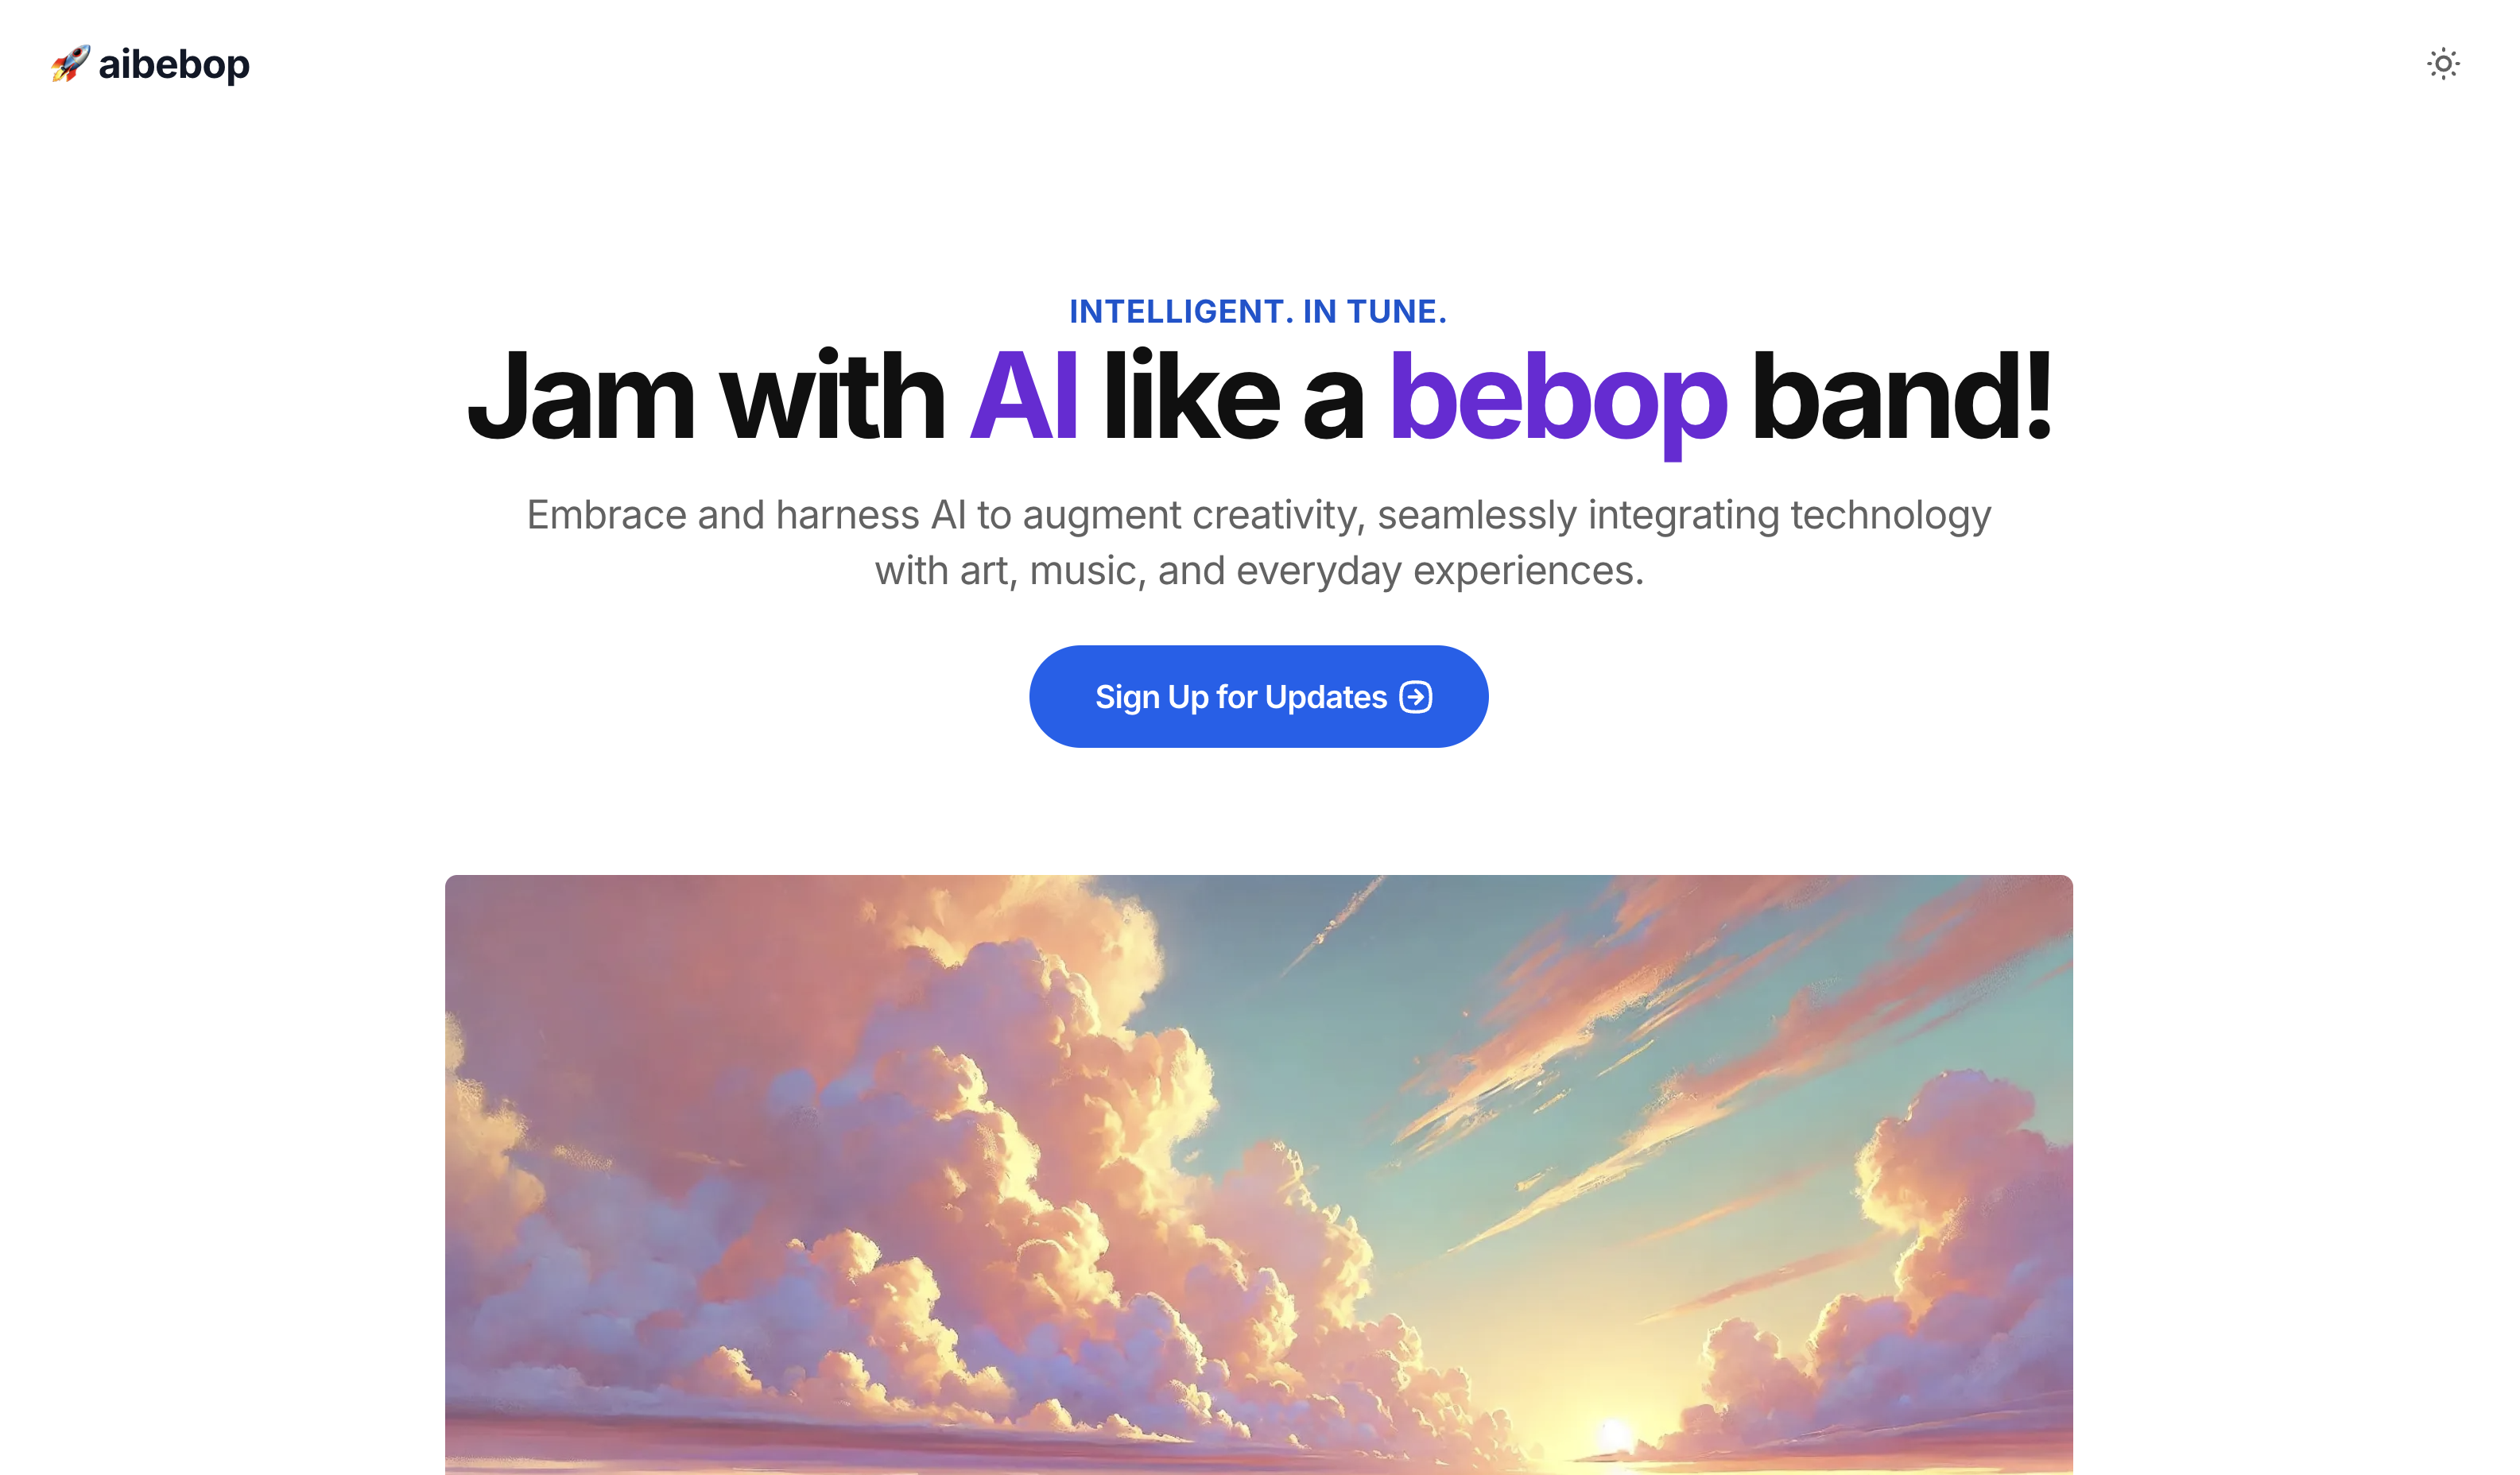 🚀 aibebop
INTELLIGENT. IN TUNE.
Jam with AI like a bebop band!
Embrace and harness AI to augment creativity, seamlessly integrating technology
with art, music, and everyday experiences.
Sign Up for Updates